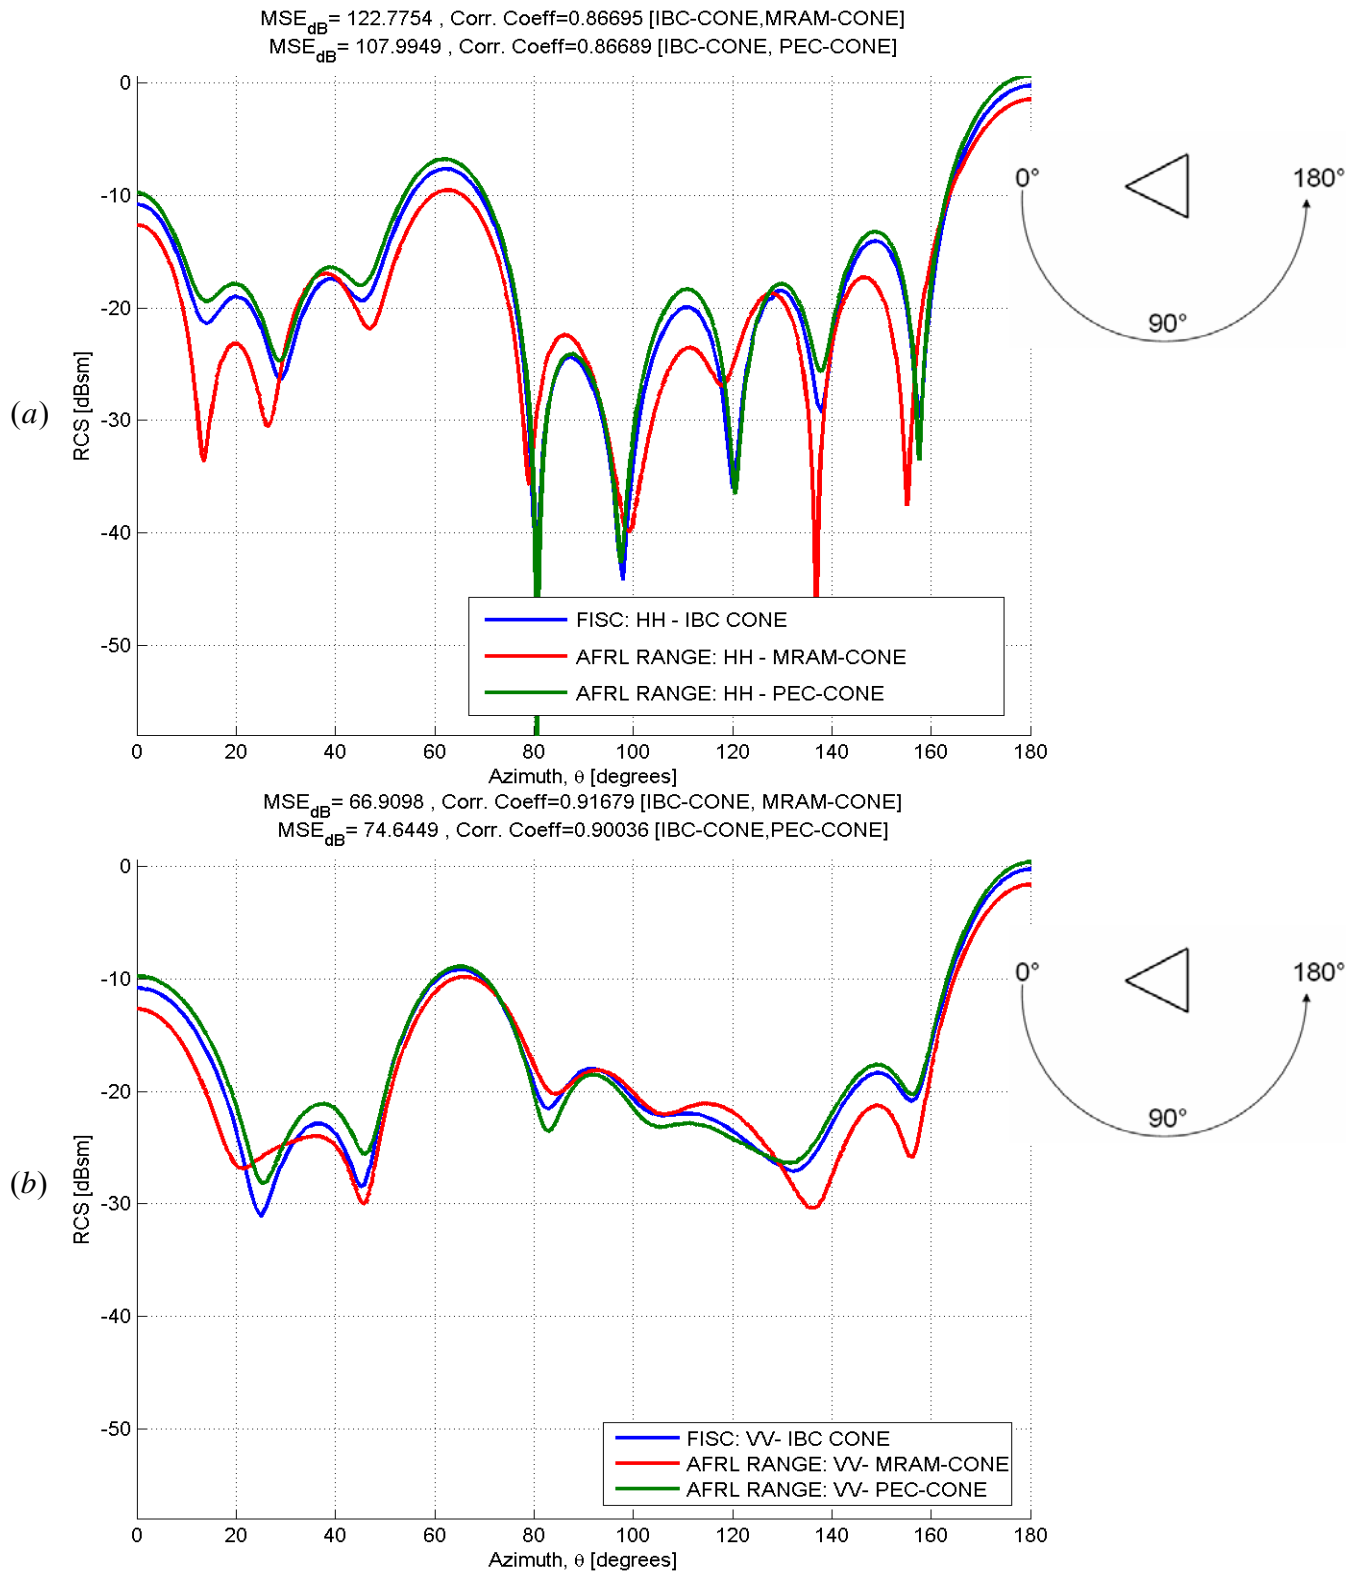 MSE_dB= 122.7754 , Corr. Coeff=0.86695 [IBC-CONE,MRAM-CONE]
MSE_dB= 107.9949 , Corr. Coeff=0.86689 [IBC-CONE, PEC-CONE]
(a)
RCS [dBsm]
0
-10
-20
-30
-40
-50
FISC: HH - IBC CONE
AFRL RANGE: HH - MRAM-CONE
AFRL RANGE: HH - PEC-CONE
0 20 40 60 80 100 120 140 160 180
Azimuth, θ [degrees]
0° 180°
90°
MSE_dB= 66.9098 , Corr. Coeff=0.91679 [IBC-CONE, MRAM-CONE]
MSE_dB= 74.6449 , Corr. Coeff=0.90036 [IBC-CONE,PEC-CONE]
(b)
RCS [dBsm]
0
-10
-20
-30
-40
-50
FISC: VV- IBC CONE
AFRL RANGE: VV- MRAM-CONE
AFRL RANGE: VV- PEC-CONE
0 20 40 60 80 100 120 140 160 180
Azimuth, θ [degrees]
0° 180°
90°